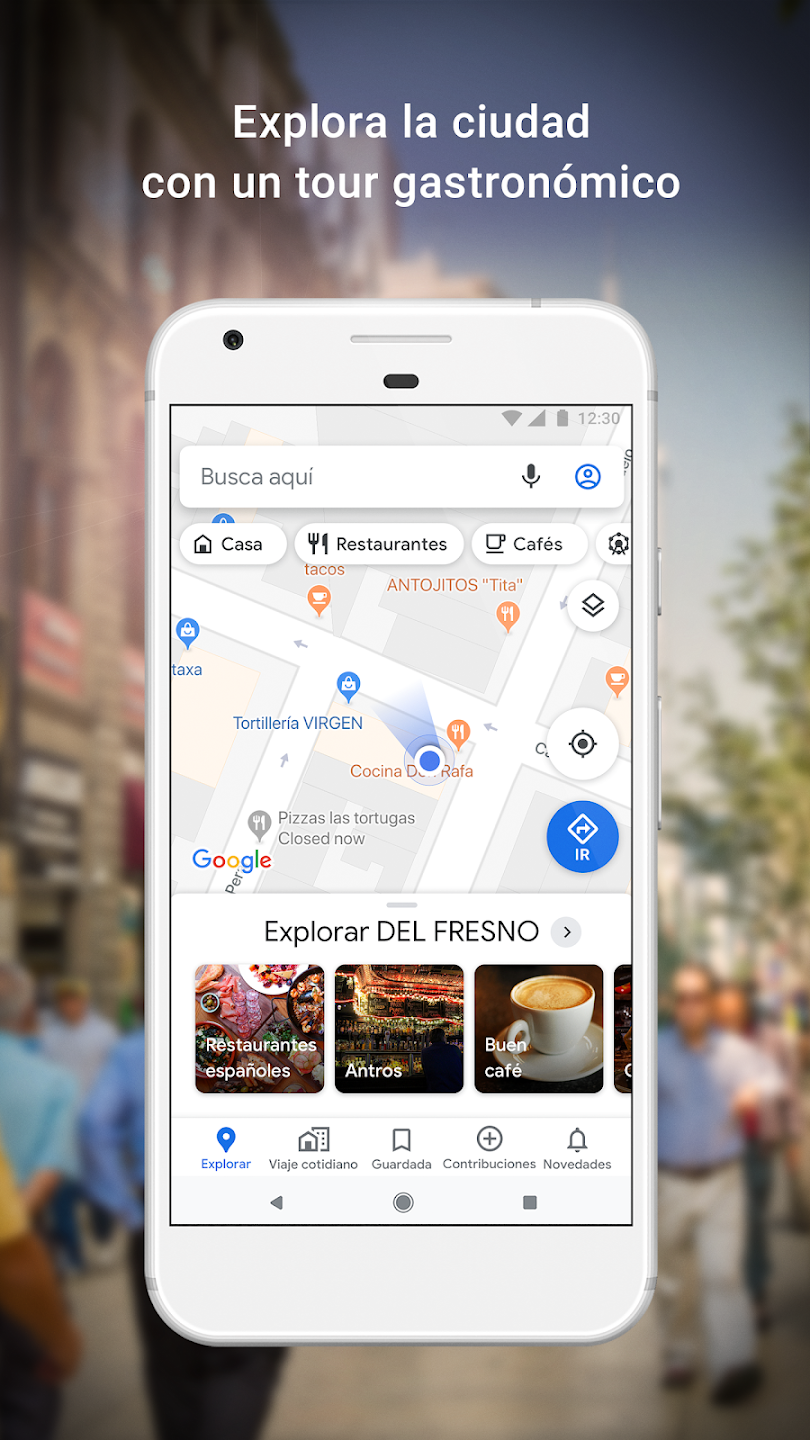 Explora la ciudad
con un tour gastronómico
12:30
Busca aquí
Casa
Restaurantes
Cafés
tacos
ANTOJITOS "Tita"
taxa
Tortillería VIRGEN
Cocina Don Rafa
Pizzas las tortugas
Closed now
Google
Per
IR
Explorar DEL FRESNO
Restaurantes
españoles
Antros
Buen
café
Explorar
Viaje cotidiano
Guardada
Contribuciones
Novedades